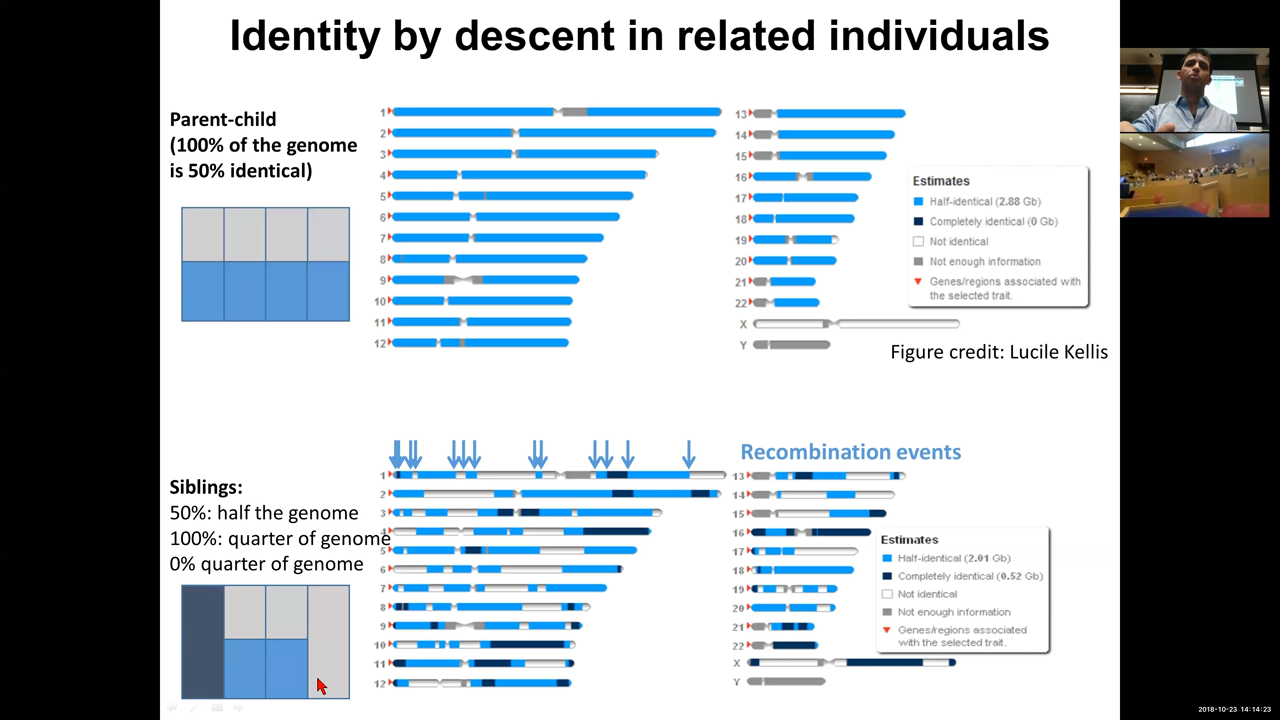 Identity by descent in related individuals
Parent-child
(100% of the genome
is 50% identical)
1
2
3
4
5
6
7
8
9
10
11
12
13
14
15
16
17
18
19
20
21
22
X
Y
Estimates
Half-identical (2.88 Gb)
Completely identical (0 Gb)
Not identical
Not enough information
Genes/regions associated with
the selected trait.
Figure credit: Lucile Kellis
Recombination events
Siblings:
50%: half the genome
100%: quarter of genome
0% quarter of genome
1
2
3
4
5
6
7
8
9
10
11
12
13
14
15
16
17
18
19
20
21
22
X
Y
Estimates
Half-identical (2.01 Gb)
Completely identical (0.52 Gb)
Not identical
Not enough information
Genes/regions associated
with the selected trait.
2018-10-23 14:14:23